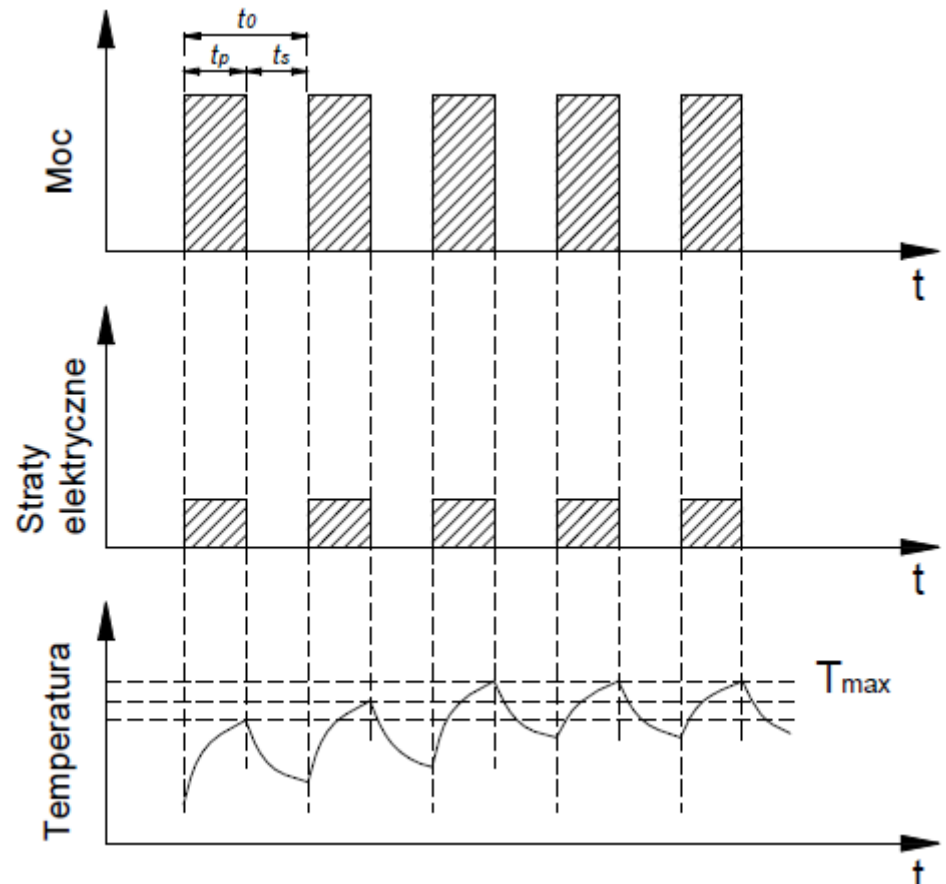 t0
tp
ts
Moc
t
Straty
elektryczne
t
Temperatura
Tmax
t